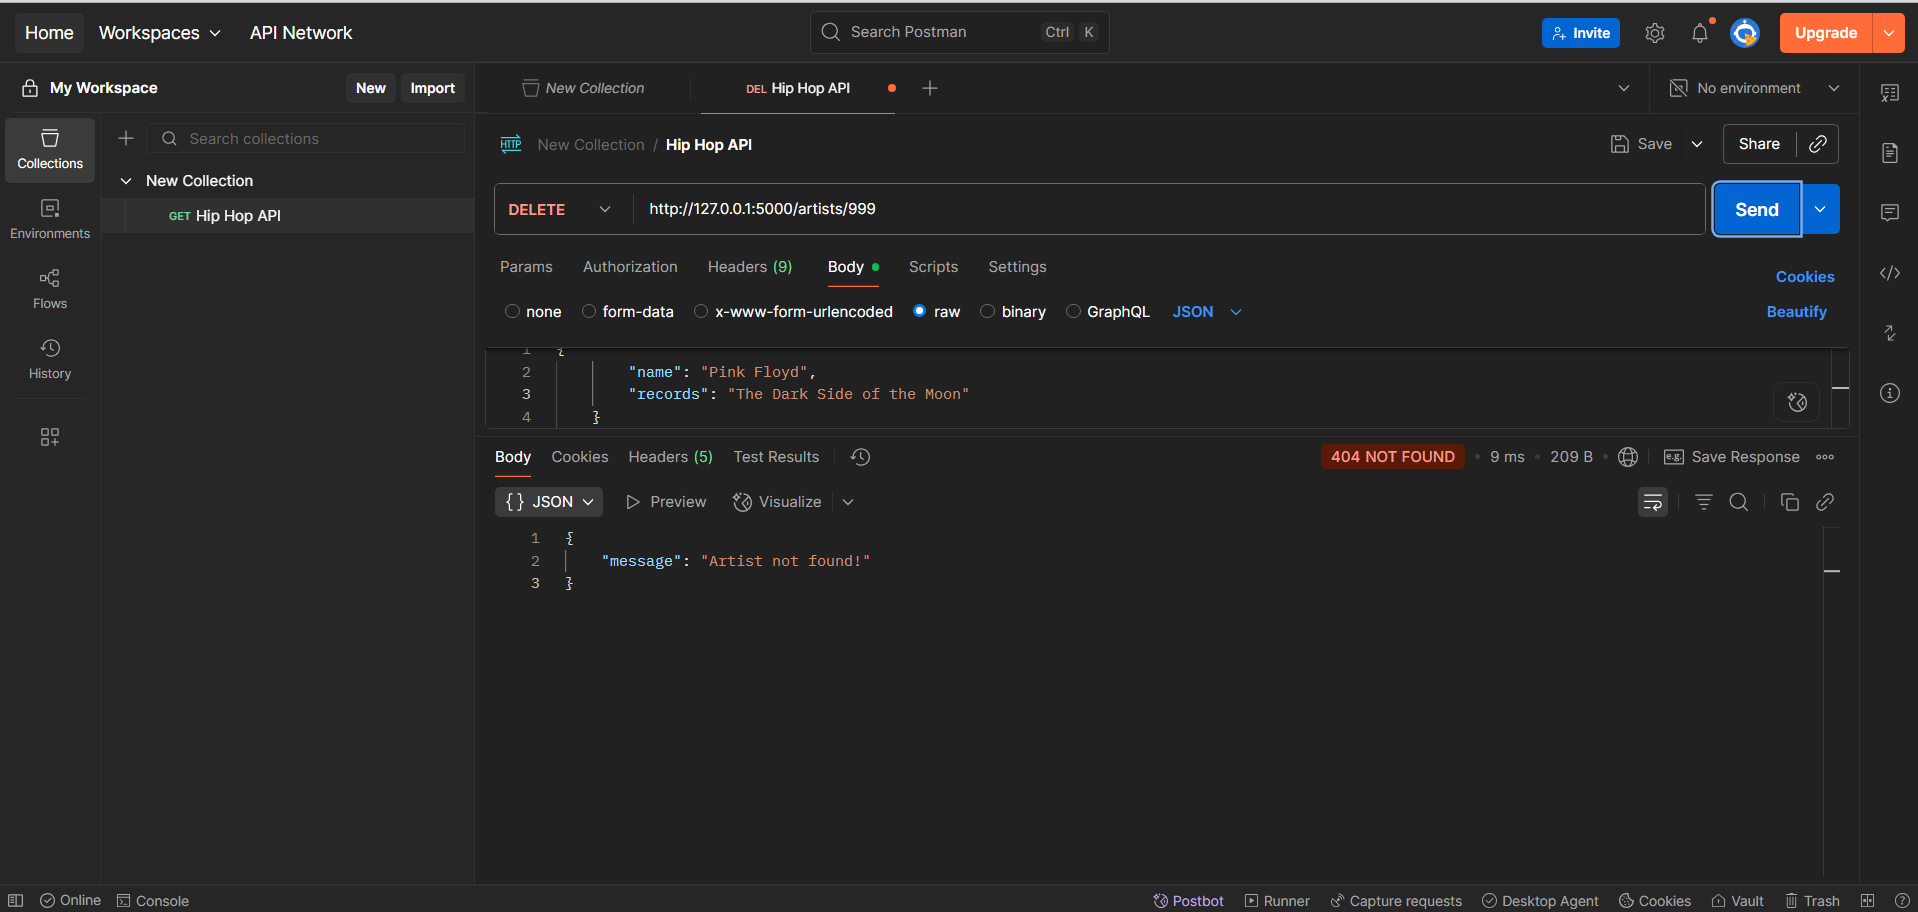 Home Workspaces API Network Search Postman Ctrl K Invite Upgrade
My Workspace New Import New Collection DEL Hip Hop API No environment
Search collections
Collections
New Collection / Hip Hop API Save Share
HTTP
New Collection
GET Hip Hop API
DELETE http://127.0.0.1:5000/artists/999 Send
Environments
Flows
History
Params Authorization Headers (9) Body Scripts Settings Cookies
none form-data x-www-form-urlencoded raw binary GraphQL JSON Beautify
1 {
2 "name": "Pink Floyd",
3 "records": "The Dark Side of the Moon"
4 }
Body Cookies Headers (5) Test Results 404 NOT FOUND 9 ms 209 B e.g. Save Response
{} JSON Preview Visualize
1 {
2 "message": "Artist not found!"
3 }
Online Console Postbot Runner Capture requests Desktop Agent Cookies Vault Trash